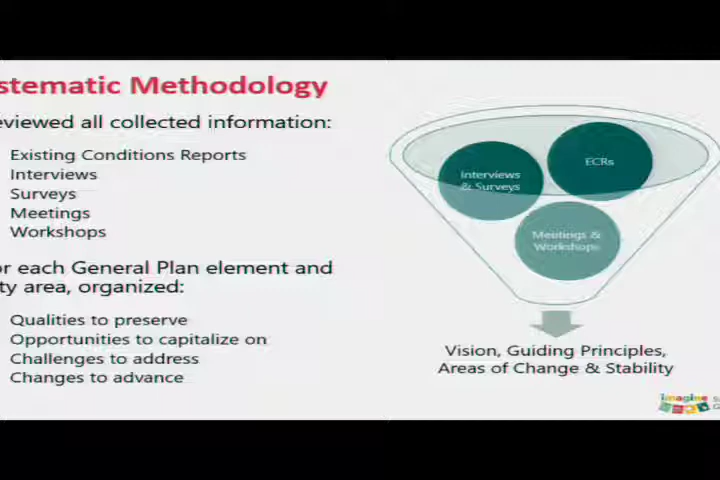 stematic Methodology
eviewed all collected information:
Existing Conditions Reports
Interviews
Surveys
Meetings
Workshops
or each General Plan element and
ty area, organized:
Qualities to preserve
Opportunities to capitalize on
Challenges to address
Changes to advance
Interviews
& Surveys
ECRs
Meetings &
Workshops
Vision, Guiding Principles,
Areas of Change & Stability
imagine